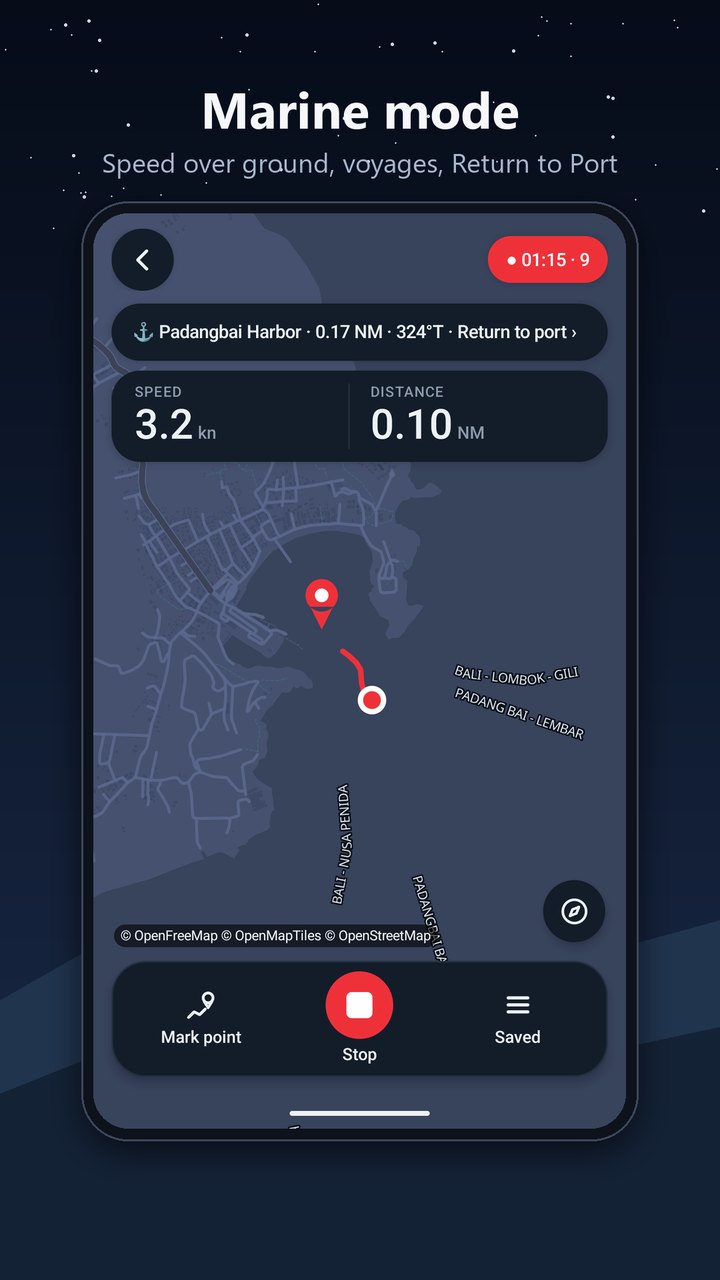 Marine mode
Speed over ground, voyages, Return to Port
● 01:15 · 9
⚓ Padangbai Harbor · 0.17 NM · 324°T · Return to port ›
SPEED
3.2 kn
DISTANCE
0.10 NM
BALI - LOMBOK - GILI
PADANG BAI - LEMBAR
BALI - NUSA PENIDA
PADANGBAI BA
© OpenFreeMap © OpenMapTiles © OpenStreetMap
Mark point
Stop
Saved